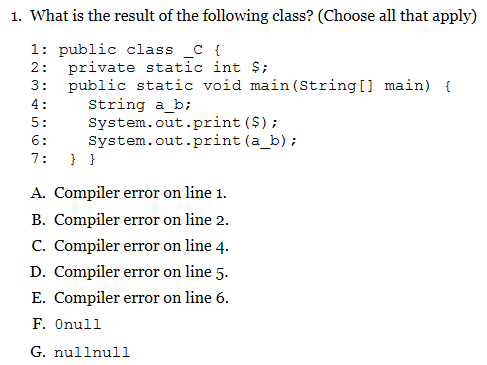 1. What is the result of the following class? (Choose all that apply)
1: public class _C {
2: private static int $;
3: public static void main(String[] main) {
4: String a_b;
5: System.out.print($);
6: System.out.print(a_b);
7: } }
A. Compiler error on line 1.
B. Compiler error on line 2.
C. Compiler error on line 4.
D. Compiler error on line 5.
E. Compiler error on line 6.
F. 0null
G. nullnull